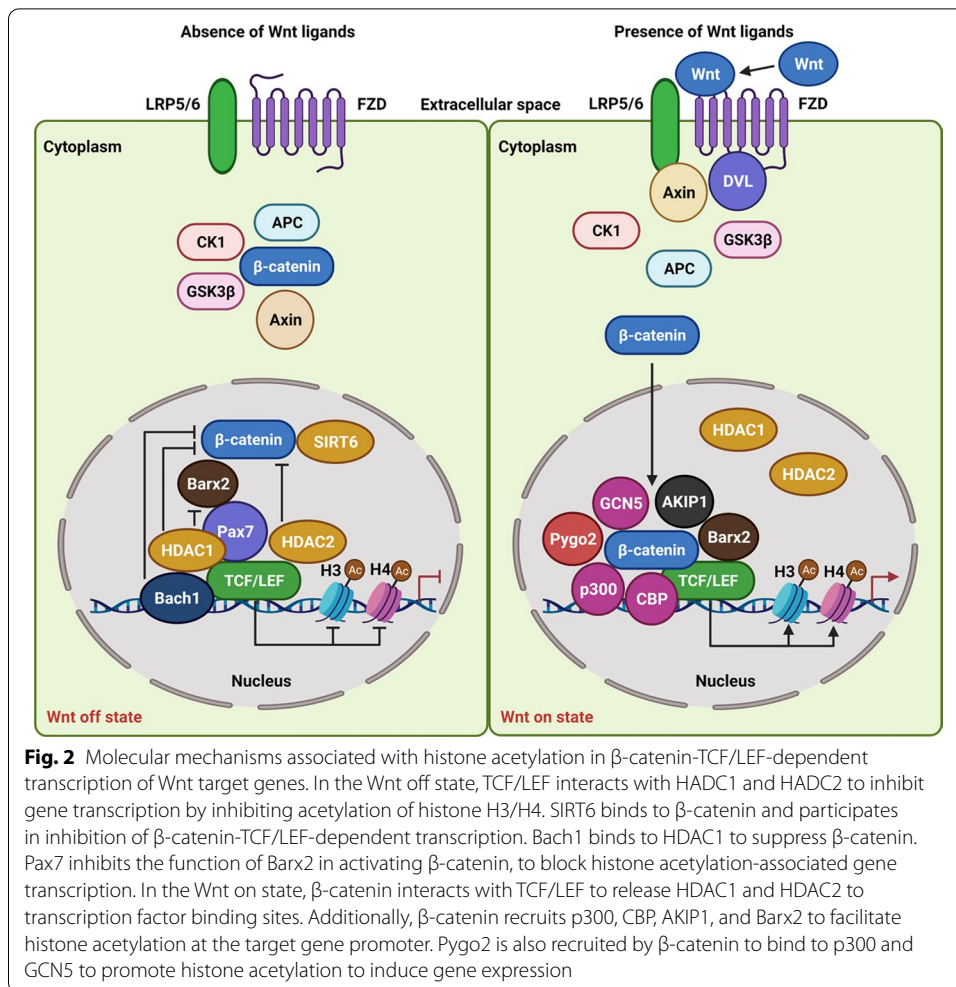 Absence of Wnt ligands
Presence of Wnt ligands
Wnt
Wnt
LRP5/6
FZD
Extracellular space
LRP5/6
FZD
Cytoplasm
Cytoplasm
Axin
DVL
APC
CK1
β-catenin
GSK3β
Axin
CK1
GSK3β
APC
β-catenin
β-catenin
SIRT6
Barx2
Pax7
HDAC1
HDAC2
TCF/LEF
Bach1
H3
Ac
H4
Ac
Nucleus
Wnt off state
HDAC1
HDAC2
GCN5
AKIP1
Pygo2
β-catenin
Barx2
p300
CBP
TCF/LEF
H3
Ac
H4
Ac
Nucleus
Wnt on state
Fig. 2 Molecular mechanisms associated with histone acetylation in β-catenin-TCF/LEF-dependent
transcription of Wnt target genes. In the Wnt off state, TCF/LEF interacts with HADC1 and HADC2 to inhibit
gene transcription by inhibiting acetylation of histone H3/H4. SIRT6 binds to β-catenin and participates
in inhibition of β-catenin-TCF/LEF-dependent transcription. Bach1 binds to HDAC1 to suppress β-catenin.
Pax7 inhibits the function of Barx2 in activating β-catenin, to block histone acetylation-associated gene
transcription. In the Wnt on state, β-catenin interacts with TCF/LEF to release HDAC1 and HDAC2 to
transcription factor binding sites. Additionally, β-catenin recruits p300, CBP, AKIP1, and Barx2 to facilitate
histone acetylation at the target gene promoter. Pygo2 is also recruited by β-catenin to bind to p300 and
GCN5 to promote histone acetylation to induce gene expression